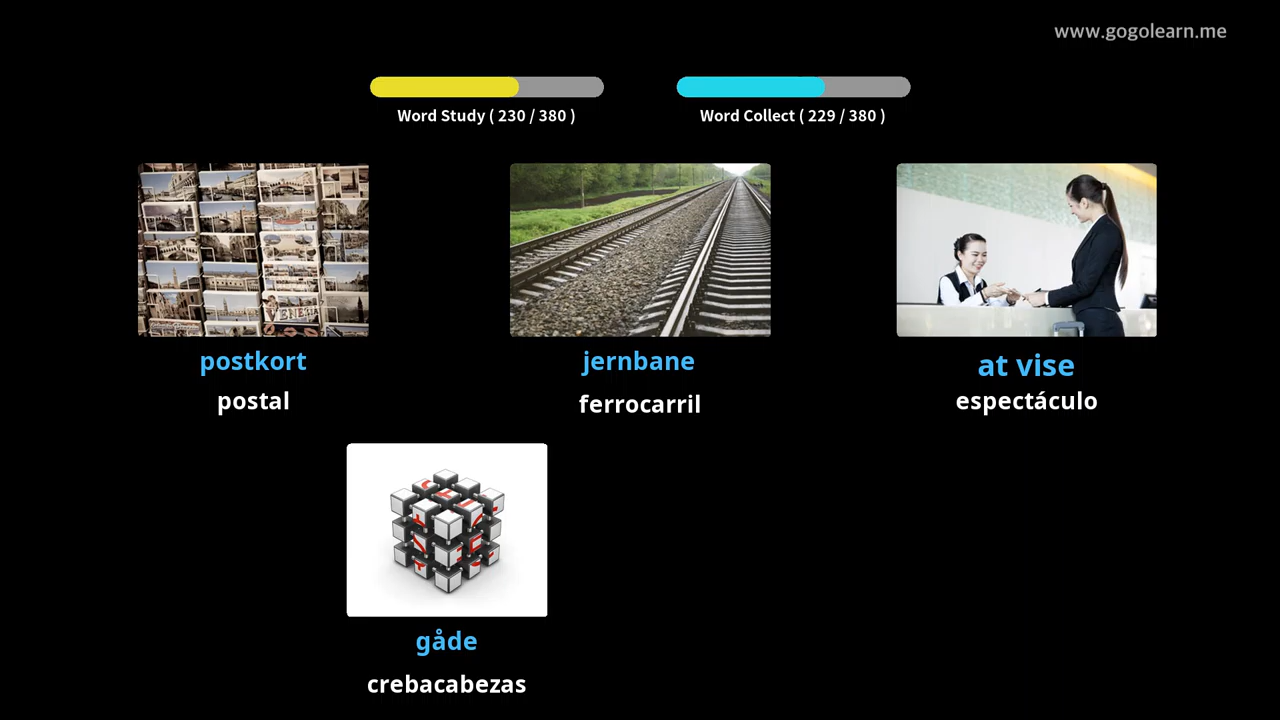 www.gogolearn.me
Word Study ( 230 / 380 )
Word Collect ( 229 / 380 )
postkort
postal
jernbane
ferrocarril
at vise
espectáculo
gåde
crebacabezas